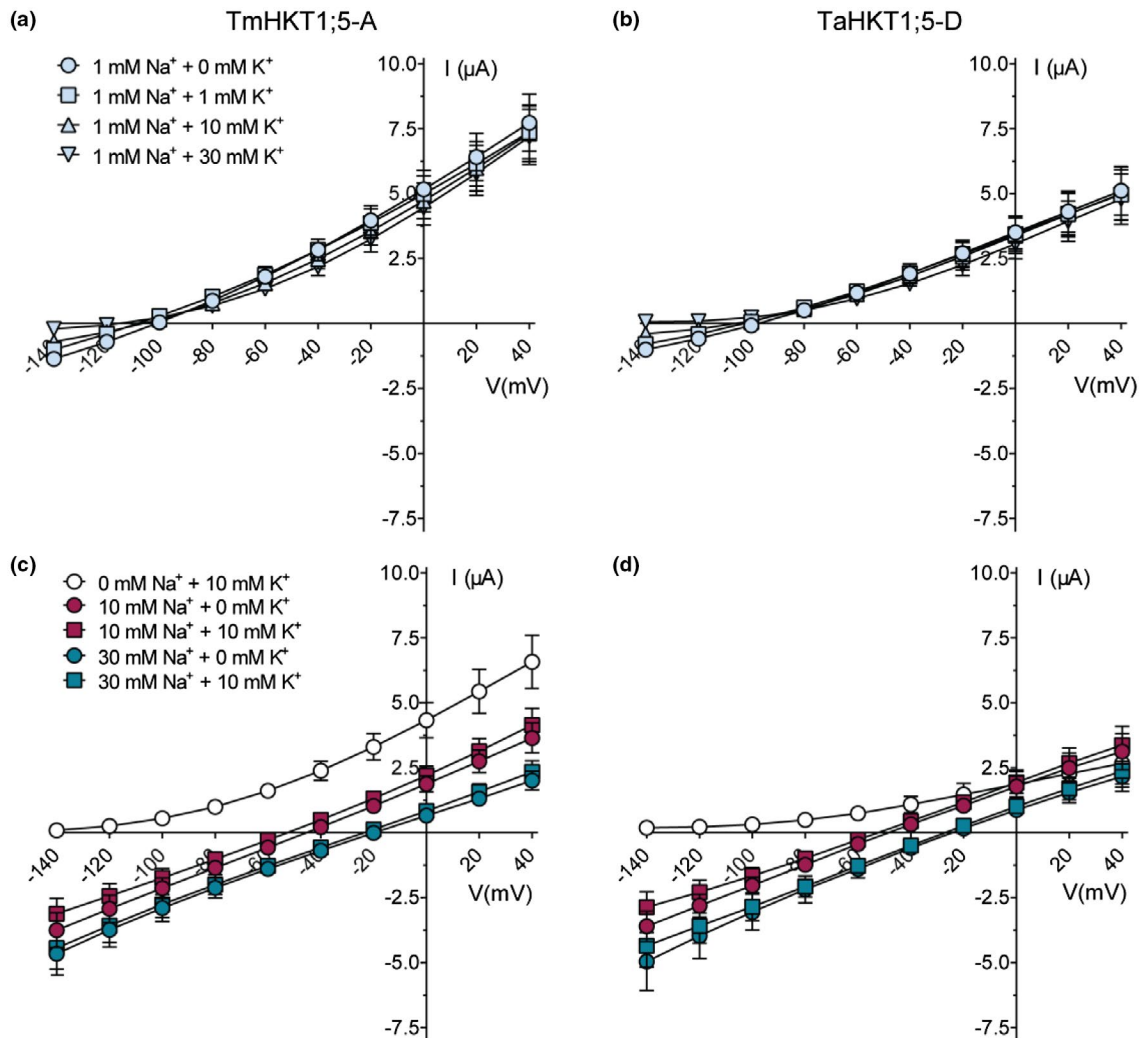 (a) TmHKT1;5-A
(b) TaHKT1;5-D
1 mM Na⁺ + 0 mM K⁺
1 mM Na⁺ + 1 mM K⁺
1 mM Na⁺ + 10 mM K⁺
1 mM Na⁺ + 30 mM K⁺
I (µA)
10.0
7.5
5.0
2.5
-140 -120 -100 -80 -60 -40 -20 20 40
V(mV)
-2.5
-5.0
-7.5
I (µA)
10.0
7.5
5.0
2.5
-140 -120 -100 -80 -60 -40 -20 20 40
V(mV)
-2.5
-5.0
-7.5
(c)
0 mM Na⁺ + 10 mM K⁺
10 mM Na⁺ + 0 mM K⁺
10 mM Na⁺ + 10 mM K⁺
30 mM Na⁺ + 0 mM K⁺
30 mM Na⁺ + 10 mM K⁺
I (µA)
10.0
7.5
5.0
2.5
-140 -120 -100 -80 -60 -40 -20 20 40
V(mV)
-2.5
-5.0
-7.5
(d)
I (µA)
10.0
7.5
5.0
2.5
-140 -120 -100 -80 -60 -40 -20 20 40
V(mV)
-2.5
-5.0
-7.5